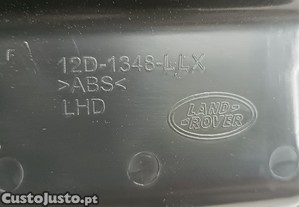 F
12D-1348-LLX
>ABS<
LHD
LAND
ROVER
CustoJusto.pt